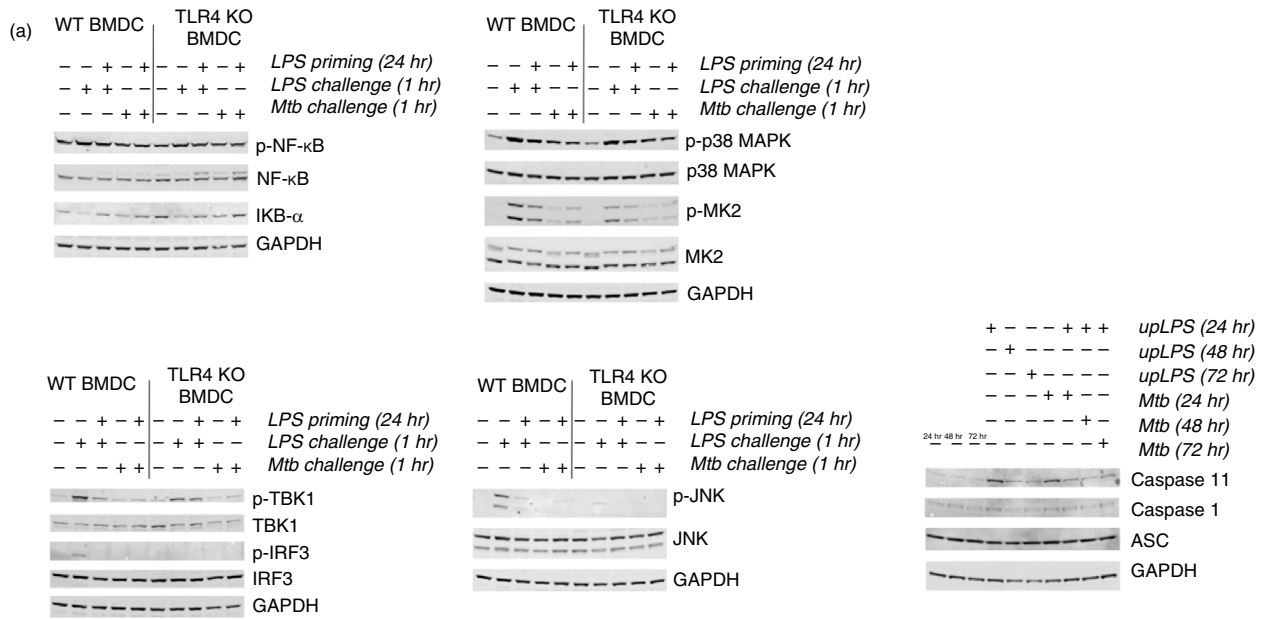 (a)
WT BMDC
TLR4 KO
BMDC
– – + – + – – + – + LPS priming (24 hr)
– + + – – – + + – – LPS challenge (1 hr)
– – – + + – – – + + Mtb challenge (1 hr)
p-NF-κB
NF-κB
IKB-α
GAPDH
WT BMDC
TLR4 KO
BMDC
– – + – + – – + – + LPS priming (24 hr)
– + + – – – + + – – LPS challenge (1 hr)
– – – + + – – – + + Mtb challenge (1 hr)
p-p38 MAPK
p38 MAPK
p-MK2
MK2
GAPDH
WT BMDC
TLR4 KO
BMDC
– – + – + – – + – + LPS priming (24 hr)
– + + – – – + + – – LPS challenge (1 hr)
– – – + + – – – + + Mtb challenge (1 hr)
p-TBK1
TBK1
p-IRF3
IRF3
GAPDH
WT BMDC
TLR4 KO
BMDC
– – + – + – – + – + LPS priming (24 hr)
– + + – – – + + – – LPS challenge (1 hr)
– – – + + – – – + + Mtb challenge (1 hr)
p-JNK
JNK
GAPDH
+ – – – + + + upLPS (24 hr)
– + – – – – – upLPS (48 hr)
– – + – – – – upLPS (72 hr)
– – – + + – – Mtb (24 hr)
– – – – – + – Mtb (48 hr)
24 hr 48 hr 72 hr
– – – – – – – – – + Mtb (72 hr)
Caspase 11
Caspase 1
ASC
GAPDH